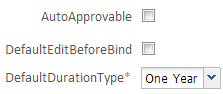 AutoApprovable
DefaultEditBeforeBind
DefaultDurationType* One Year